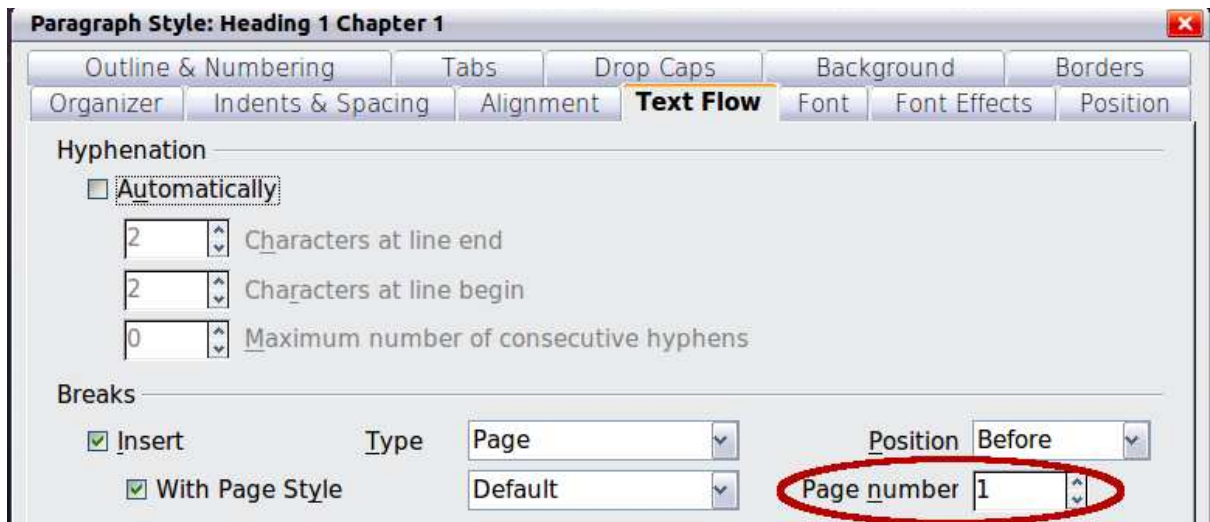 Paragraph Style: Heading 1 Chapter 1
Outline & Numbering Tabs Drop Caps Background Borders
Organizer Indents & Spacing Alignment Text Flow Font Font Effects Position
Hyphenation
Automatically
2 Characters at line end
2 Characters at line begin
0 Maximum number of consecutive hyphens
Breaks
Insert Type Page Position Before
With Page Style Default Page number 1